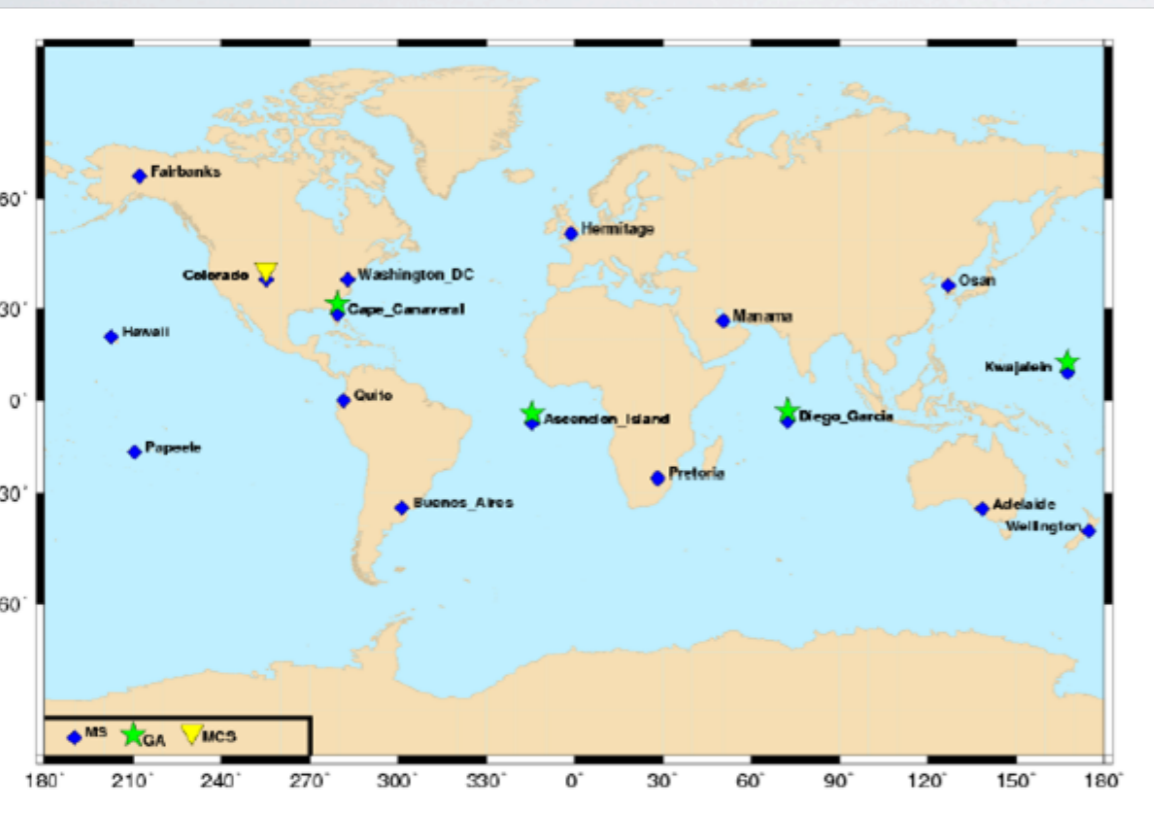 Fairbanks
60°
Hermitage
Colorado
Washington_DC
Osan
30°
Cape_Canaveral
Manama
Hawaii
Kwajalein
Quito
0°
Ascencion_Island
Diego_Garcia
Papeete
Pretoria
30°
Buenos_Aires
Adelaide
Wellington
60°
MS GA MCS
180° 210° 240° 270° 300° 330° 0° 30° 60° 90° 120° 150° 180°